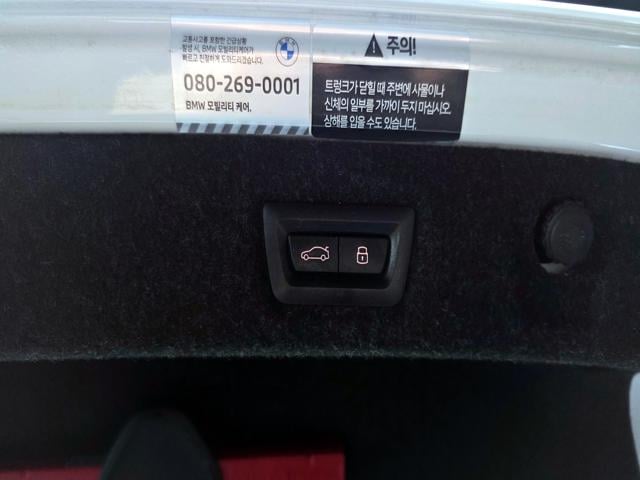 교통사고를 포함한 긴급상황
발생 시, BMW 모빌리티케어가
빠르고 친절하게 도와드리겠습니다.
080-269-0001
BMW 모빌리티 케어.
주의!
트렁크가 닫힐 때 주변에 사물이나
신체의 일부를 가까이 두지 마십시오.
상해를 입을 수도 있습니다.